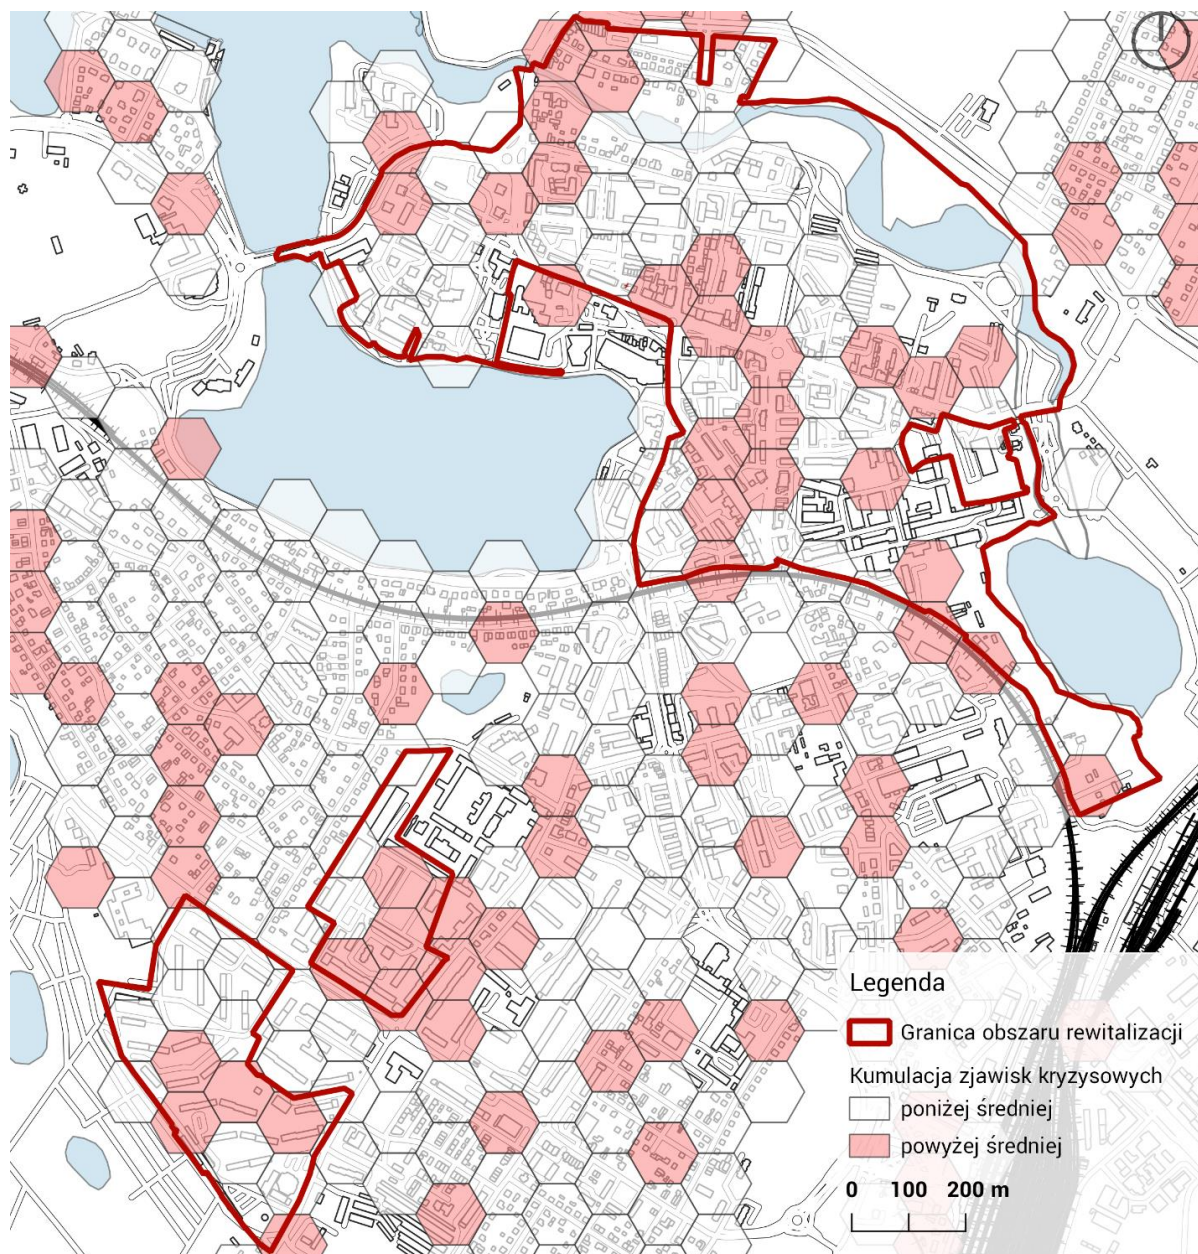 Legenda
Granica obszaru rewitalizacji
Kumulacja zjawisk kryzysowych
poniżej średniej
powyżej średniej
0 100 200 m